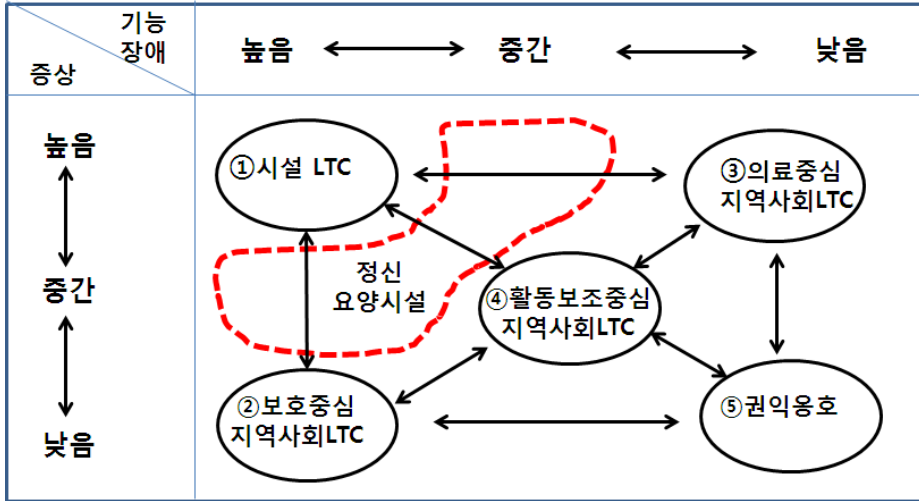 기능
장애
증상
높음
중간
낮음
높음
중간
낮음
①시설 LTC
③의료중심
지역사회LTC
정신
요양시설
④활동보조중심
지역사회LTC
②보호중심
지역사회LTC
⑤권익옹호